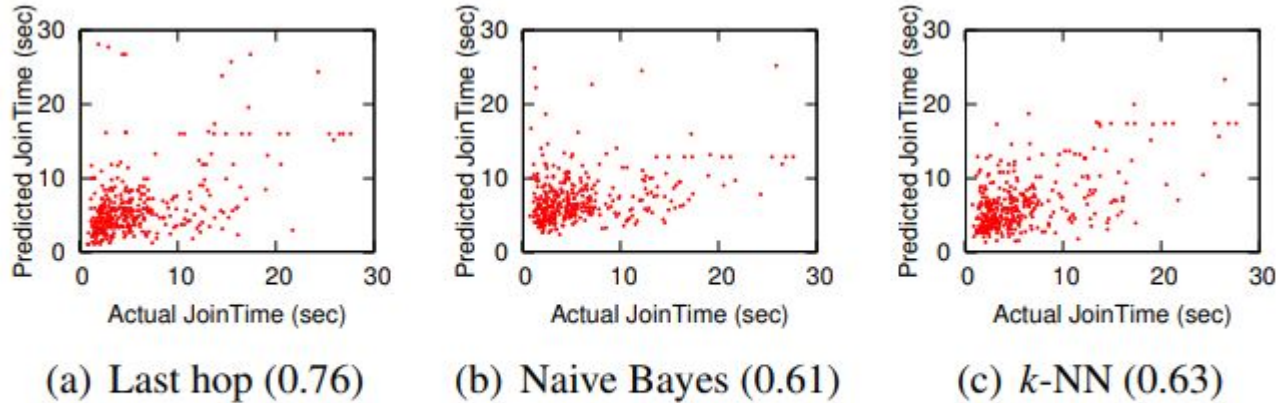 Predicted JoinTime (sec)
30
20
10
0
0 10 20 30
Actual JoinTime (sec)
(a) Last hop (0.76)
Predicted JoinTime (sec)
30
20
10
0
0 10 20 30
Actual JoinTime (sec)
(b) Naive Bayes (0.61)
Predicted JoinTime (sec)
30
20
10
0
0 10 20 30
Actual JoinTime (sec)
(c) k-NN (0.63)